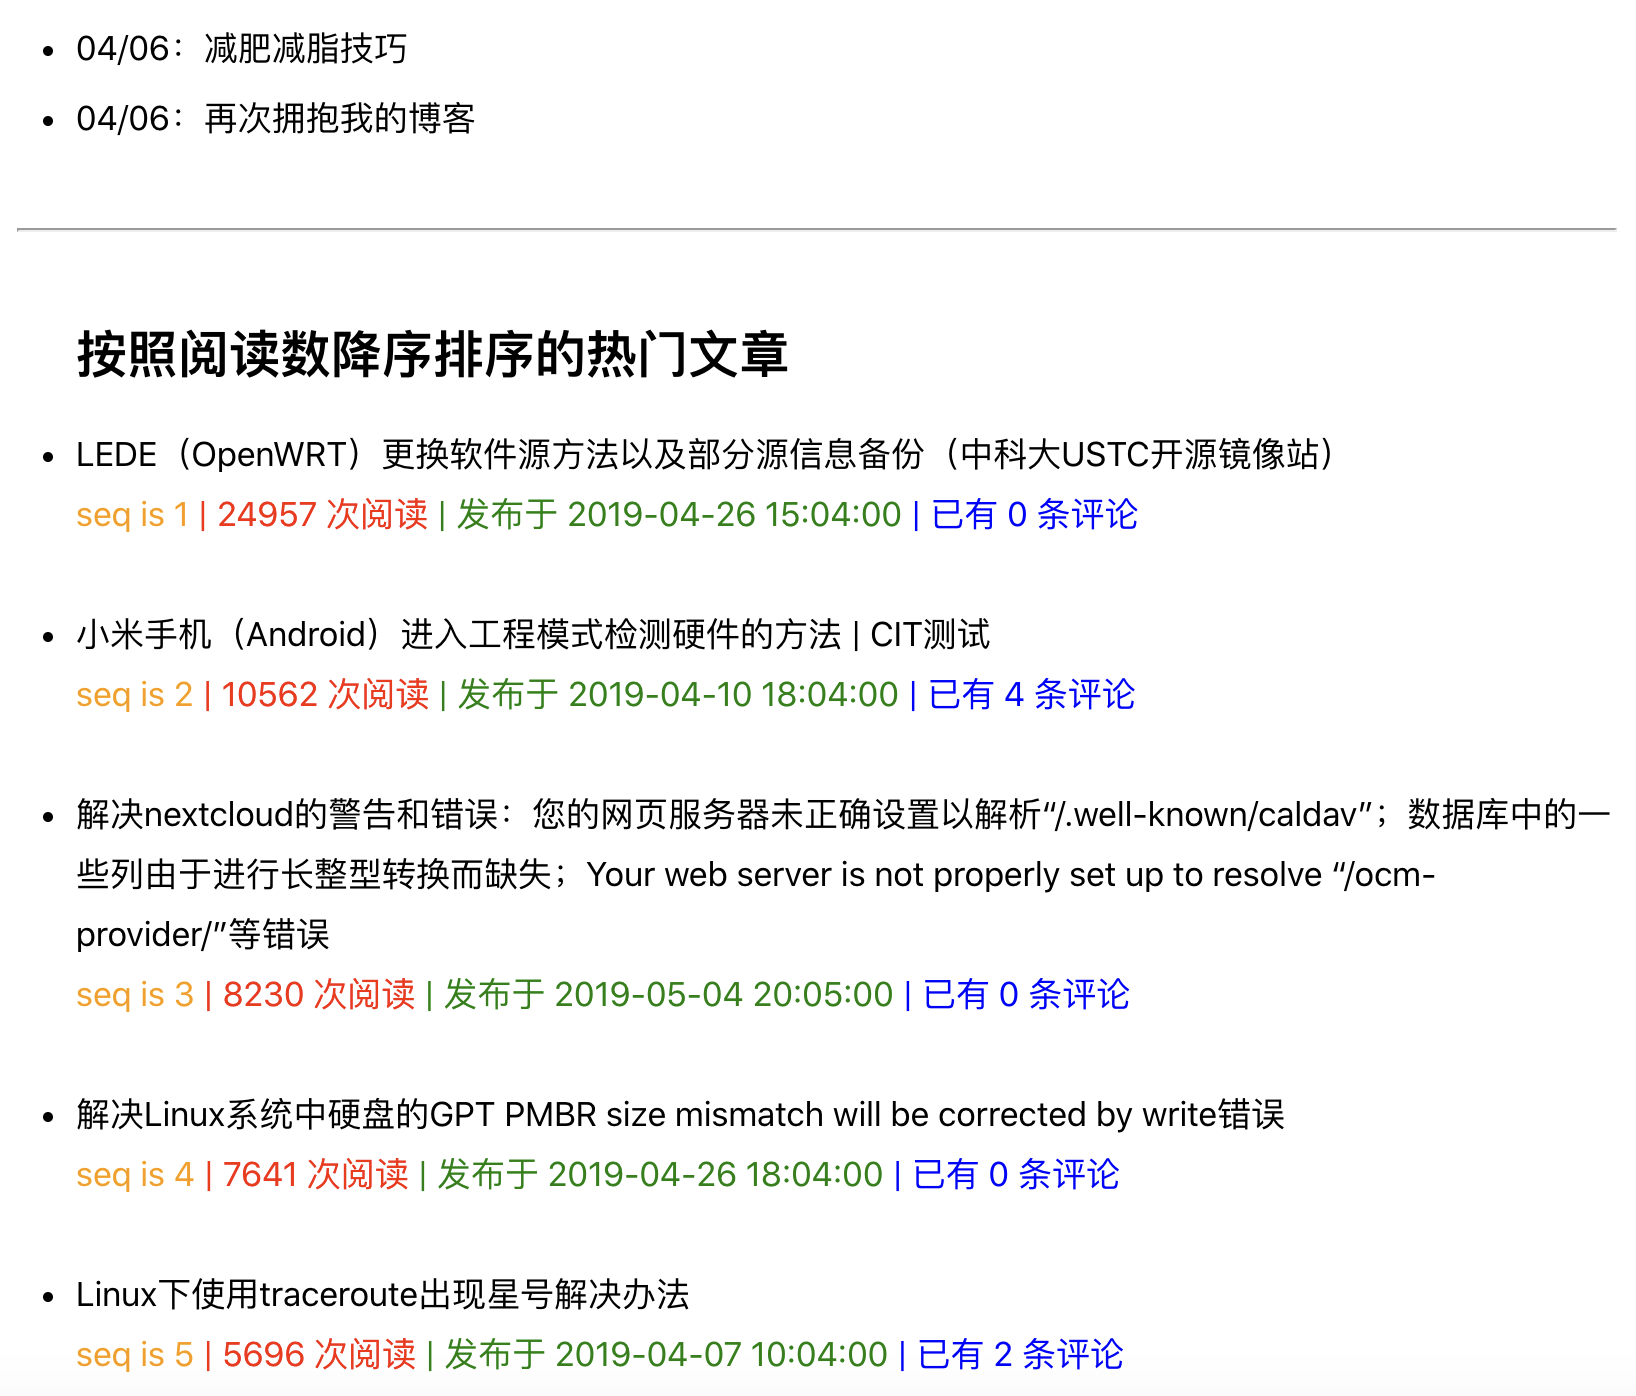 04/06：减肥减脂技巧
04/06：再次拥抱我的博客
按照阅读数降序排序的热门文章
LEDE（OpenWRT）更换软件源方法以及部分源信息备份（中科大USTC开源镜像站）
seq is 1 | 24957 次阅读 | 发布于 2019-04-26 15:04:00 | 已有 0 条评论
小米手机（Android）进入工程模式检测硬件的方法 | CIT测试
seq is 2 | 10562 次阅读 | 发布于 2019-04-10 18:04:00 | 已有 4 条评论
解决nextcloud的警告和错误：您的网页服务器未正确设置以解析“/.well-known/caldav”；数据库中的一
些列由于进行长整型转换而缺失；Your web server is not properly set up to resolve “/ocm-
provider/”等错误
seq is 3 | 8230 次阅读 | 发布于 2019-05-04 20:05:00 | 已有 0 条评论
解决Linux系统中硬盘的GPT PMBR size mismatch will be corrected by write错误
seq is 4 | 7641 次阅读 | 发布于 2019-04-26 18:04:00 | 已有 0 条评论
Linux下使用traceroute出现星号解决办法
seq is 5 | 5696 次阅读 | 发布于 2019-04-07 10:04:00 | 已有 2 条评论